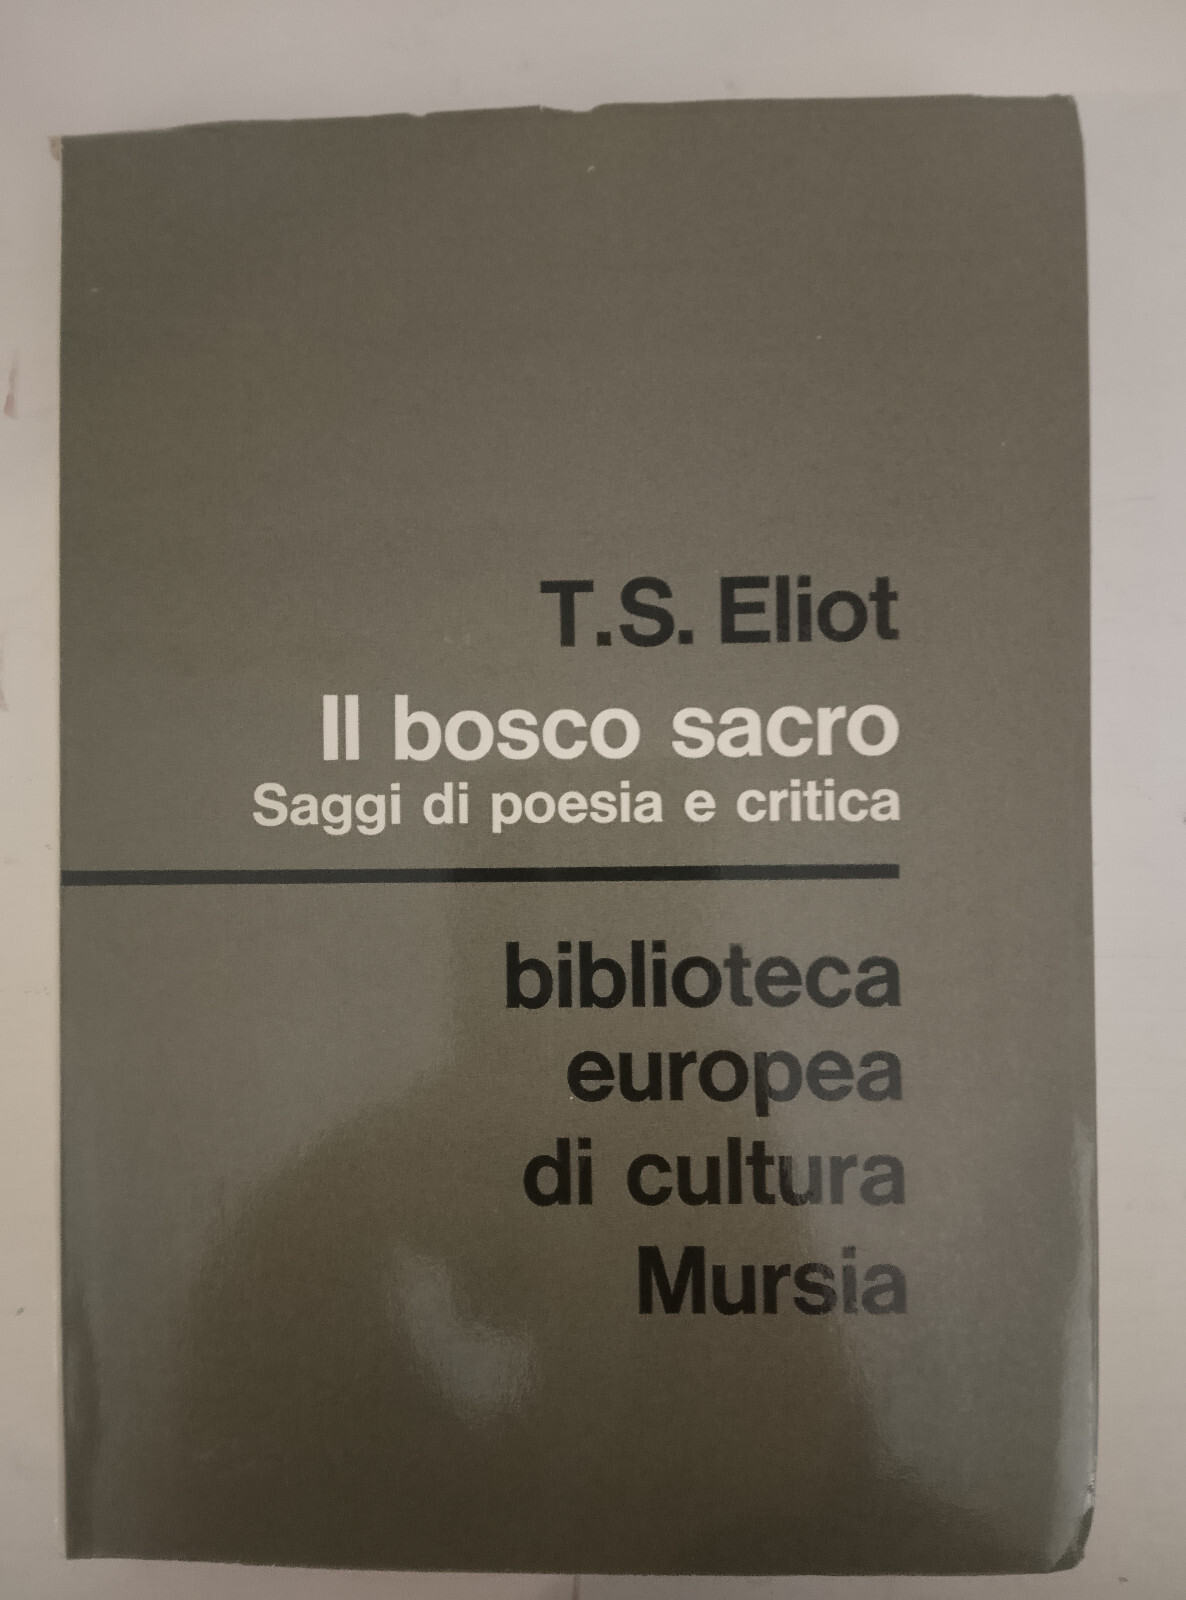 T.S. Eliot
Il bosco sacro
Saggi di poesia e critica
biblioteca
europea
di cultura
Mursia